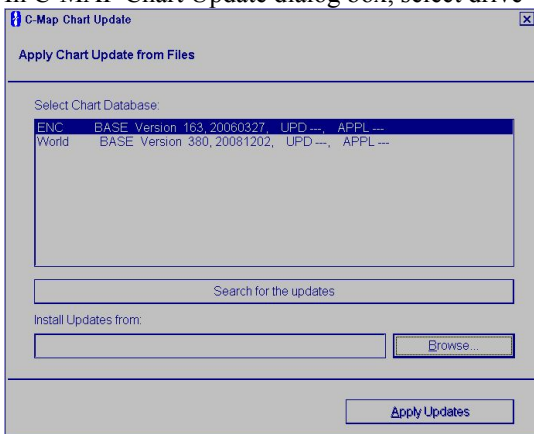 In C-MAP Chart Update dialog box, select drive
C-Map Chart Update
Apply Chart Update from Files
Select Chart Database:
ENC BASE Version 163, 20060327, UPD ---, APPL ---
World BASE Version 380, 20081202, UPD ---, APPL ---
Search for the updates
Install Updates from:
Browse...
Apply Updates